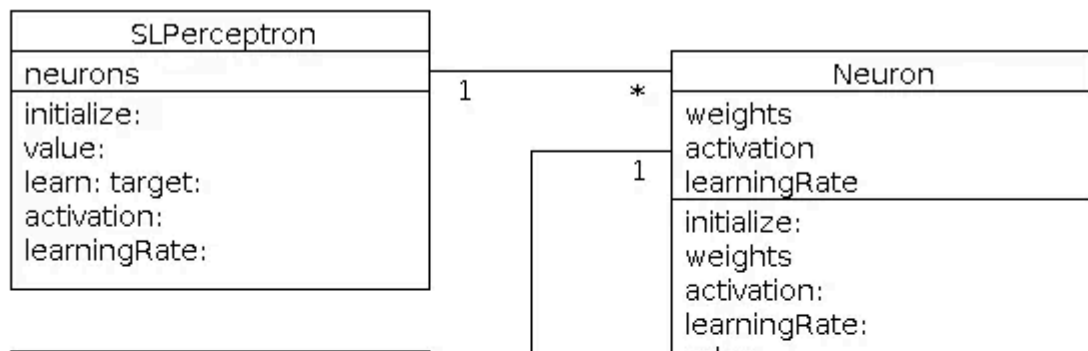 SLPerceptron
neurons
initialize:
value:
learn: target:
activation:
learningRate:
1
*
1
Neuron
weights
activation
learningRate
initialize:
weights
activation:
learningRate: